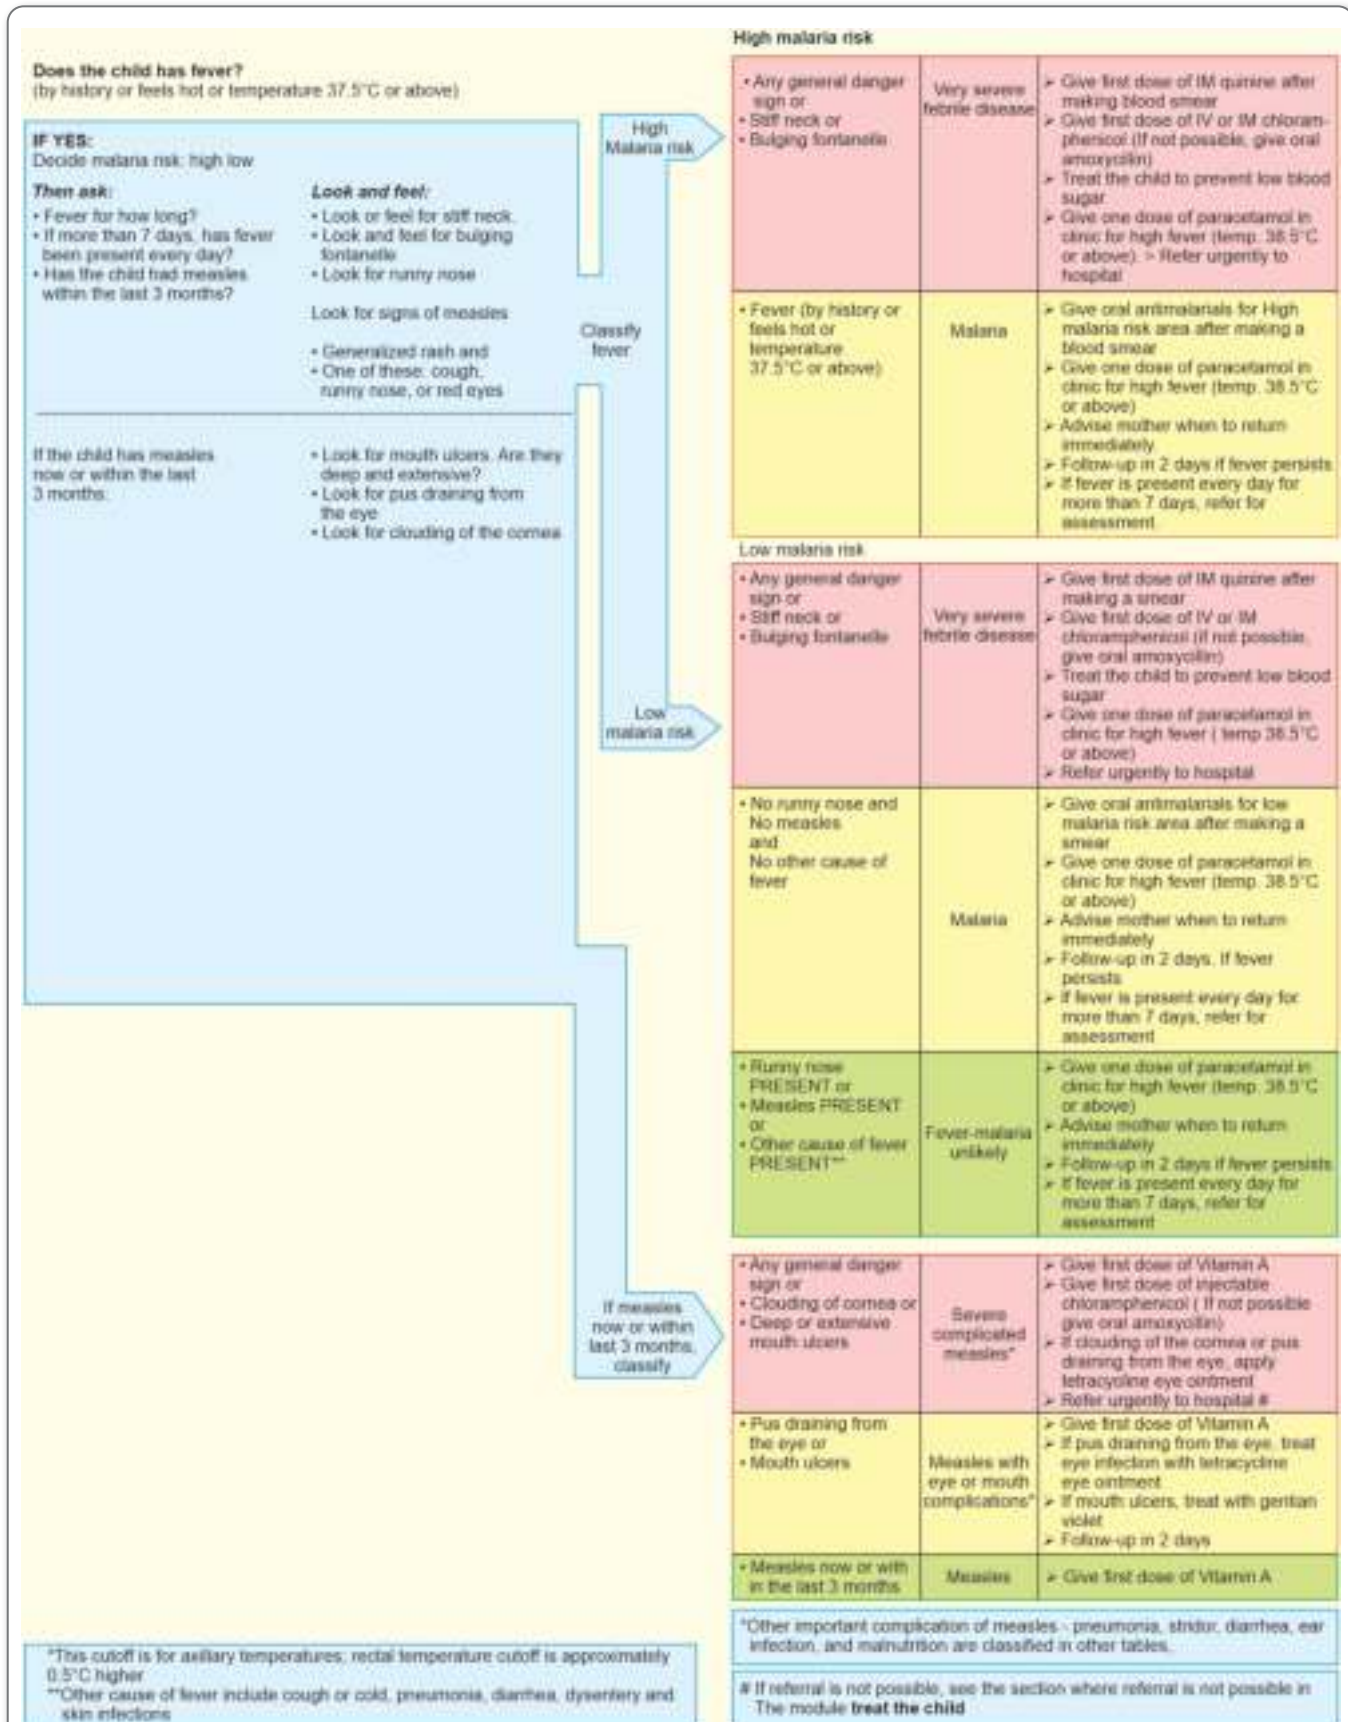 Does the child has fever?
(by history or feels hot or temperature 37.5°C or above)
IF YES:
Decide malaria risk: high low
Then ask:
• Fever for how long?
• If more than 7 days, has fever
been present every day?
• Has the child had measles
within the last 3 months?
Look and feel:
• Look or feel for stiff neck
• Look and feel for bulging
fontanelle
• Look for runny nose
Look for signs of measles
• Generalized rash and
• One of these: cough,
runny nose, or red eyes
If the child has measles
now or within the last
3 months:
• Look for mouth ulcers. Are they
deep and extensive?
• Look for pus draining from
the eye
• Look for clouding of the cornea
Classify
fever
High
Malaria risk
Low
malaria risk
If measles
now or within
last 3 months,
classify
High malaria risk
• Any general danger
sign or
• Stiff neck or
• Bulging fontanelle
Very severe
febrile disease
➢ Give first dose of IM quinine after
making blood smear
➢ Give first dose of IV or IM chloram-
phenicol (If not possible, give oral
amoxycillin)
➢ Treat the child to prevent low blood
sugar
➢ Give one dose of paracetamol in
clinic for high fever (temp. 38.5°C
or above). > Refer urgently to
hospital
• Fever (by history or
feels hot or
temperature
37.5°C or above)
Malaria
➢ Give oral antimalarials for High
malaria risk area after making a
blood smear
➢ Give one dose of paracetamol in
clinic for high fever (temp. 38.5°C
or above)
➢ Advise mother when to return
immediately
➢ Follow-up in 2 days if fever persists
➢ If fever is present every day for
more than 7 days, refer for
assessment
Low malaria risk
• Any general danger
sign or
• Stiff neck or
• Bulging fontanelle
Very severe
febrile disease
➢ Give first dose of IM quinine after
making a smear
➢ Give first dose of IV or IM
chloramphenicol (if not possible,
give oral amoxycillin)
➢ Treat the child to prevent low blood
sugar
➢ Give one dose of paracetamol in
clinic for high fever ( temp 38.5°C
or above)
➢ Refer urgently to hospital
• No runny nose and
No measles
and
No other cause of
fever
Malaria
➢ Give oral antimalarials for low
malaria risk area after making a
smear
➢ Give one dose of paracetamol in
clinic for high fever (temp. 38.5°C
or above)
➢ Advise mother when to return
immediately
➢ Follow-up in 2 days. If fever
persists
➢ If fever is present every day for
more than 7 days, refer for
assessment
• Runny nose
PRESENT or
• Measles PRESENT
or
• Other cause of fever
PRESENT**
Fever-malaria
unlikely
➢ Give one dose of paracetamol in
clinic for high fever (temp. 38.5°C
or above)
➢ Advise mother when to return
immediately
➢ Follow-up in 2 days if fever persists
➢ If fever is present every day for
more than 7 days, refer for
assessment
• Any general danger
sign or
• Clouding of cornea or
• Deep or extensive
mouth ulcers
Severe
complicated
measles*
➢ Give first dose of Vitamin A
➢ Give first dose of injectable
chloramphenicol ( If not possible
give oral amoxycillin)
➢ If clouding of the cornea or pus
draining from the eye, apply
tetracycline eye ointment
➢ Refer urgently to hospital #
• Pus draining from
the eye or
• Mouth ulcers
Measles with
eye or mouth
complications*
➢ Give first dose of Vitamin A
➢ If pus draining from the eye, treat
eye infection with tetracycline
eye ointment
➢ If mouth ulcers, treat with gentian
violet
➢ Follow-up in 2 days
• Measles now or with
in the last 3 months
Measles
➢ Give first dose of Vitamin A
*This cutoff is for axillary temperatures; rectal temperature cutoff is approximately
0.5°C higher
**Other cause of fever include cough or cold, pneumonia, diarrhea, dysentery and
skin infections
*Other important complication of measles - pneumonia, stridor, diarrhea, ear
infection, and malnutrition are classified in other tables.
# If referral is not possible, see the section where referral is not possible in
The module treat the child